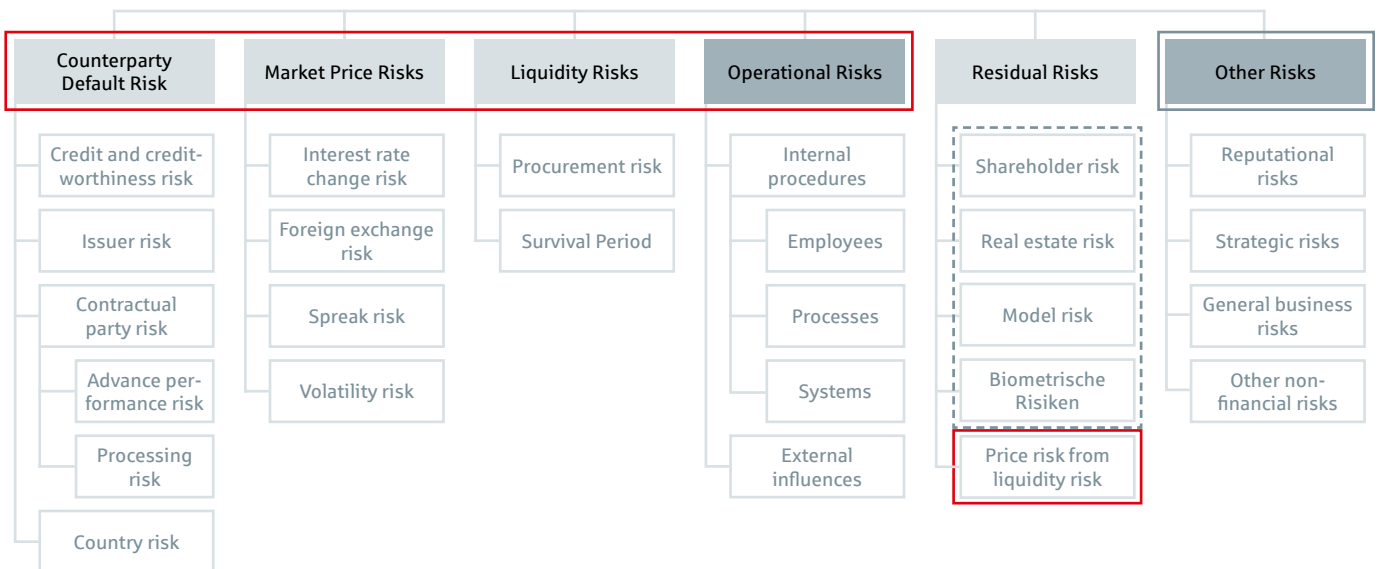 Counterparty
Default Risk
Market Price Risks
Liquidity Risks
Operational Risks
Residual Risks
Other Risks
Credit and credit-
worthiness risk
Issuer risk
Contractual
party risk
Advance per-
formance risk
Processing
risk
Country risk
Interest rate
change risk
Foreign exchange
risk
Spreak risk
Volatility risk
Procurement risk
Survival Period
Internal
procedures
Employees
Processes
Systems
External
influences
Shareholder risk
Real estate risk
Model risk
Biometrische
Risiken
Price risk from
liquidity risk
Reputational
risks
Strategic risks
General business
risks
Other non-
financial risks